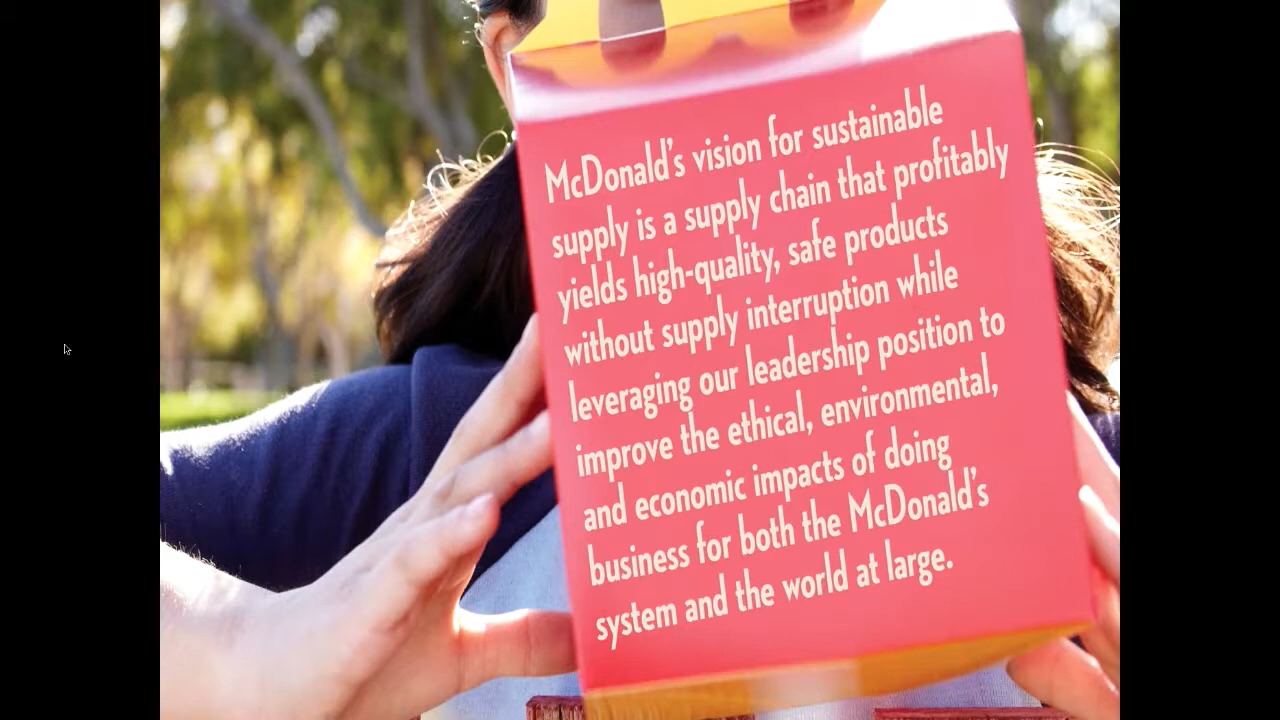 McDonald's vision for sustainable
supply is a supply chain that profitably
yields high-quality, safe products
without supply interruption while
leveraging our leadership position to
improve the ethical, environmental,
and economic impacts of doing
business for both the McDonald's
system and the world at large.